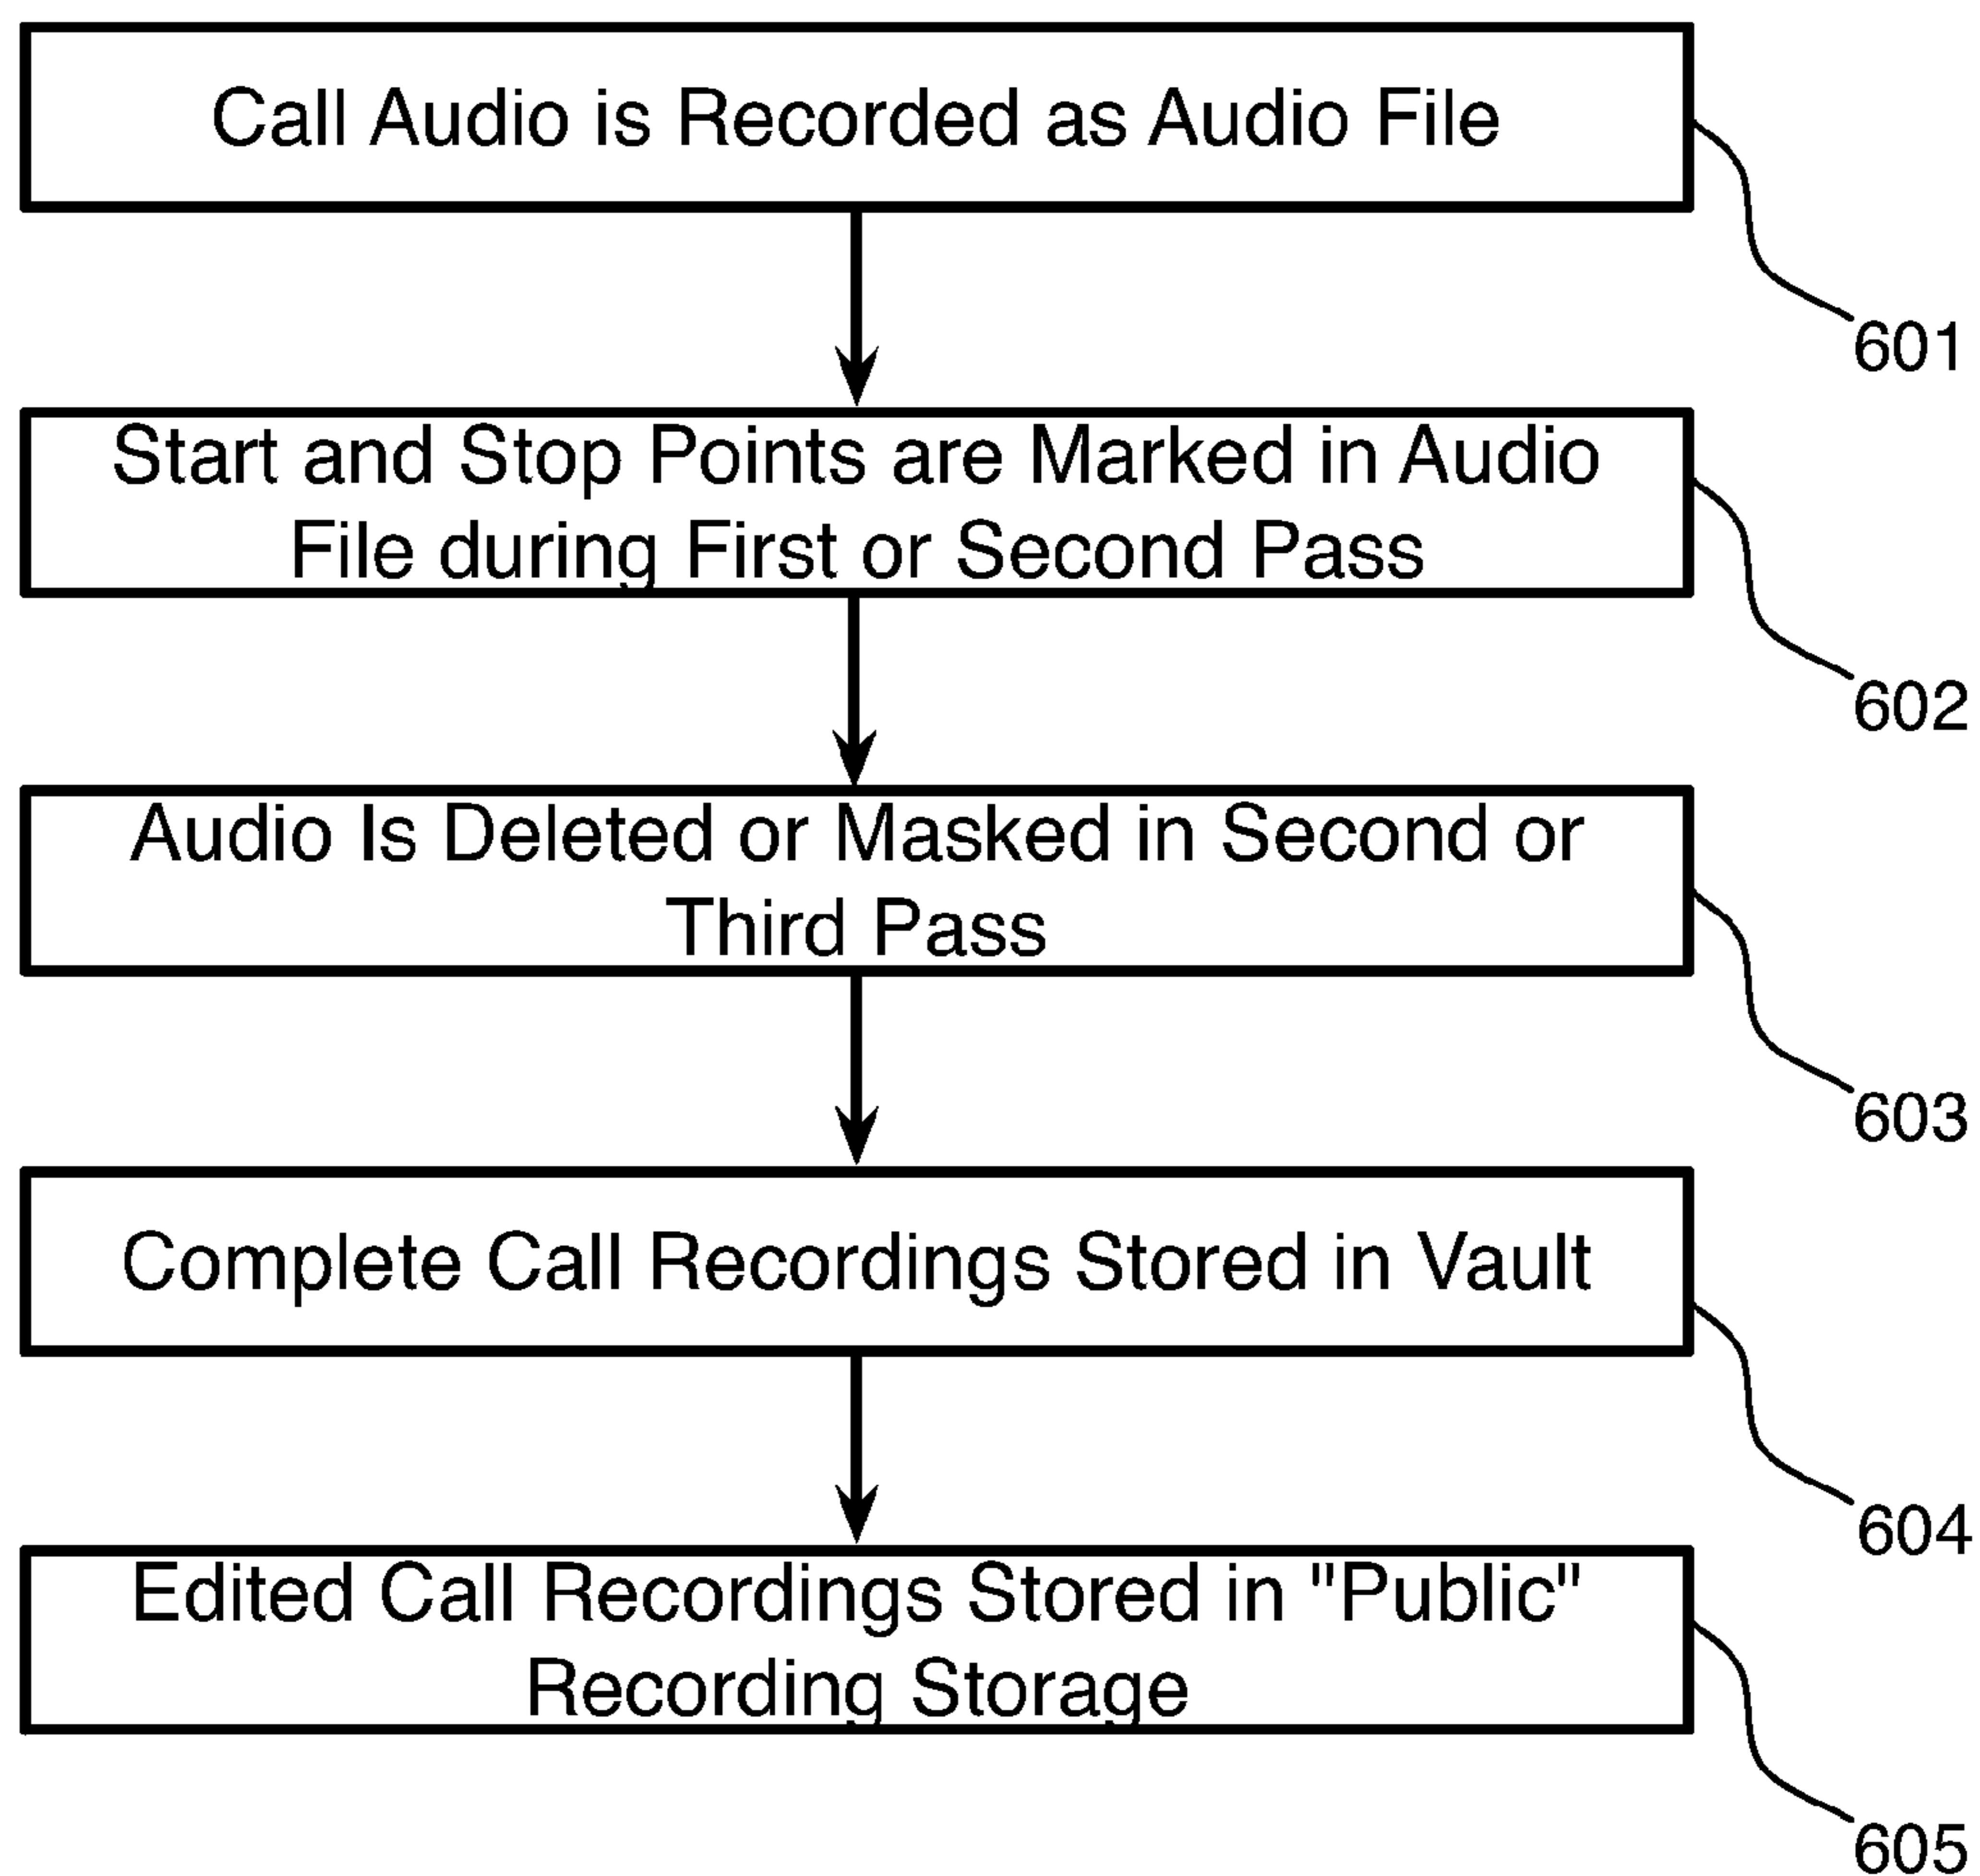 Call Audio is Recorded as Audio File
601
Start and Stop Points are Marked in Audio
File during First or Second Pass
602
Audio Is Deleted or Masked in Second or
Third Pass
603
Complete Call Recordings Stored in Vault
604
Edited Call Recordings Stored in "Public"
Recording Storage
605